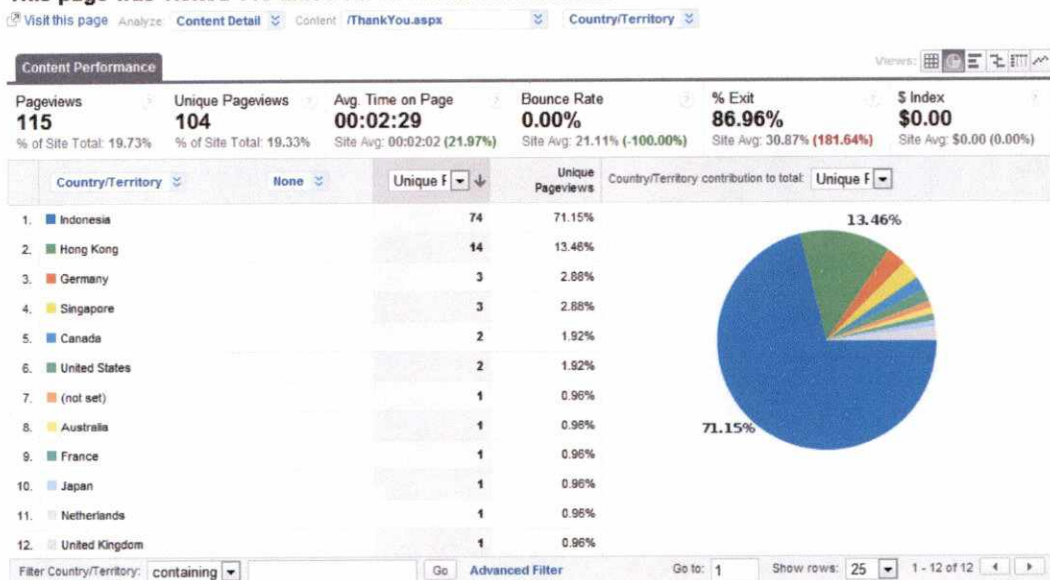 Visit this page Analyze: Content Detail Content: /ThankYou.aspx Country/Territory
Content Performance Views:
Pageviews Unique Pageviews Avg. Time on Page Bounce Rate % Exit $ Index
115 104 00:02:29 0.00% 86.96% $0.00
% of Site Total: 19.73% % of Site Total: 19.33% Site Avg: 00:02:02 (21.97%) Site Avg: 21.11% (-100.00%) Site Avg: 30.87% (181.64%) Site Avg: $0.00 (0.00%)
Country/Territory None Unique P Unique Pageviews Country/Territory contribution to total: Unique P
1. Indonesia 74 71.15%
2. Hong Kong 14 13.46%
3. Germany 3 2.88%
4. Singapore 3 2.88%
5. Canada 2 1.92%
6. United States 2 1.92%
7. (not set) 1 0.96%
8. Australia 1 0.96%
9. France 1 0.96%
10. Japan 1 0.96%
11. Netherlands 1 0.96%
12. United Kingdom 1 0.96%
13.46%
71.15%
Filter Country/Territory: containing Go Advanced Filter Go to: 1 Show rows: 25 1 - 12 of 12